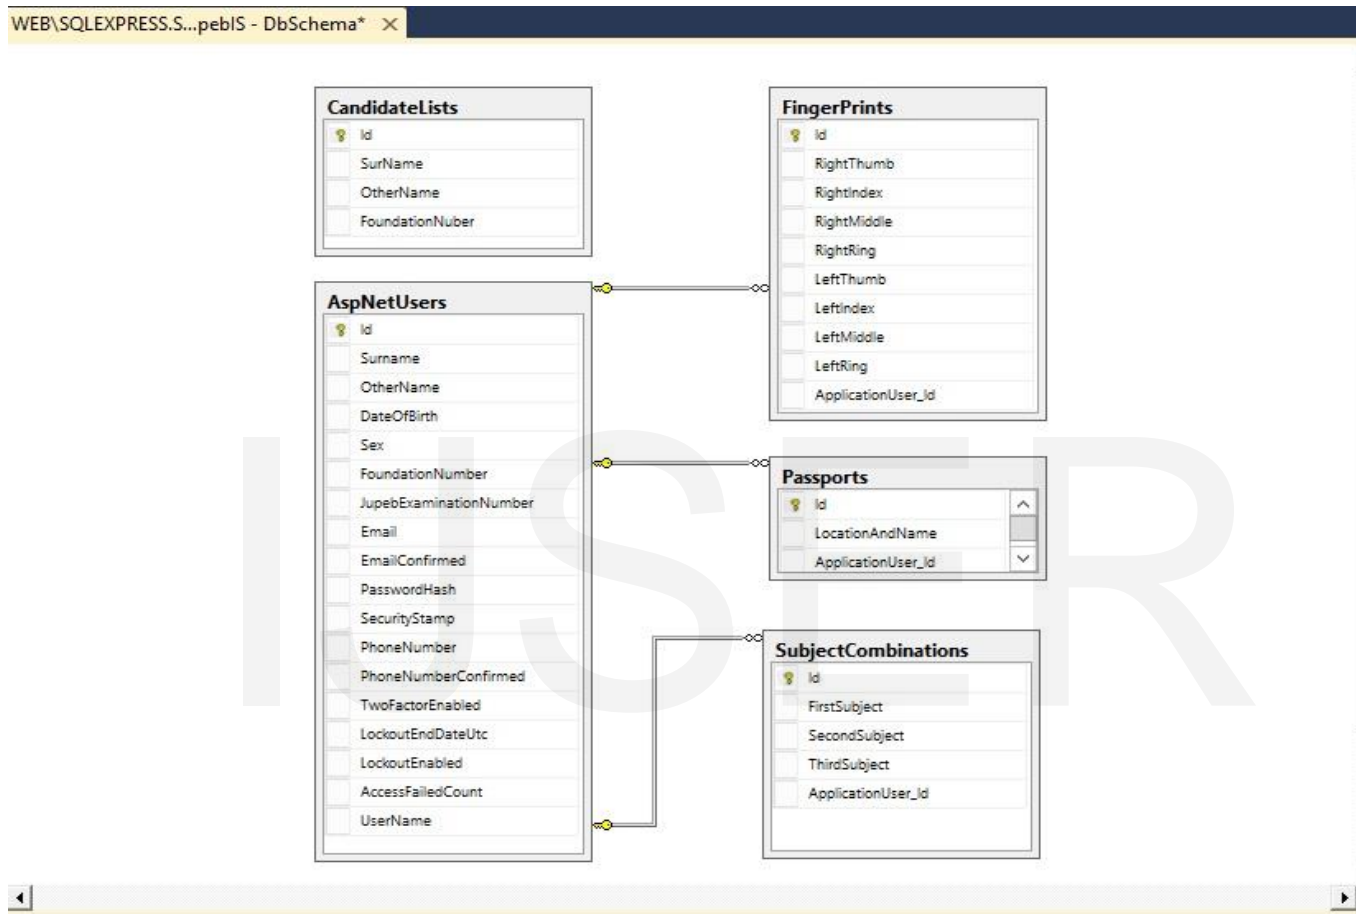 WEB\SQLEXPRESS.S...pebIS - DbSchema*
CandidateLists
Id
SurName
OtherName
FoundationNuber
AspNetUsers
Id
Surname
OtherName
DateOfBirth
Sex
FoundationNumber
JupebExaminationNumber
Email
EmailConfirmed
PasswordHash
SecurityStamp
PhoneNumber
PhoneNumberConfirmed
TwoFactorEnabled
LockoutEndDateUtc
LockoutEnabled
AccessFailedCount
UserName
FingerPrints
Id
RightThumb
RightIndex
RightMiddle
RightRing
LeftThumb
LeftIndex
LeftMiddle
LeftRing
ApplicationUser_Id
Passports
Id
LocationAndName
ApplicationUser_Id
SubjectCombinations
Id
FirstSubject
SecondSubject
ThirdSubject
ApplicationUser_Id
IJSER